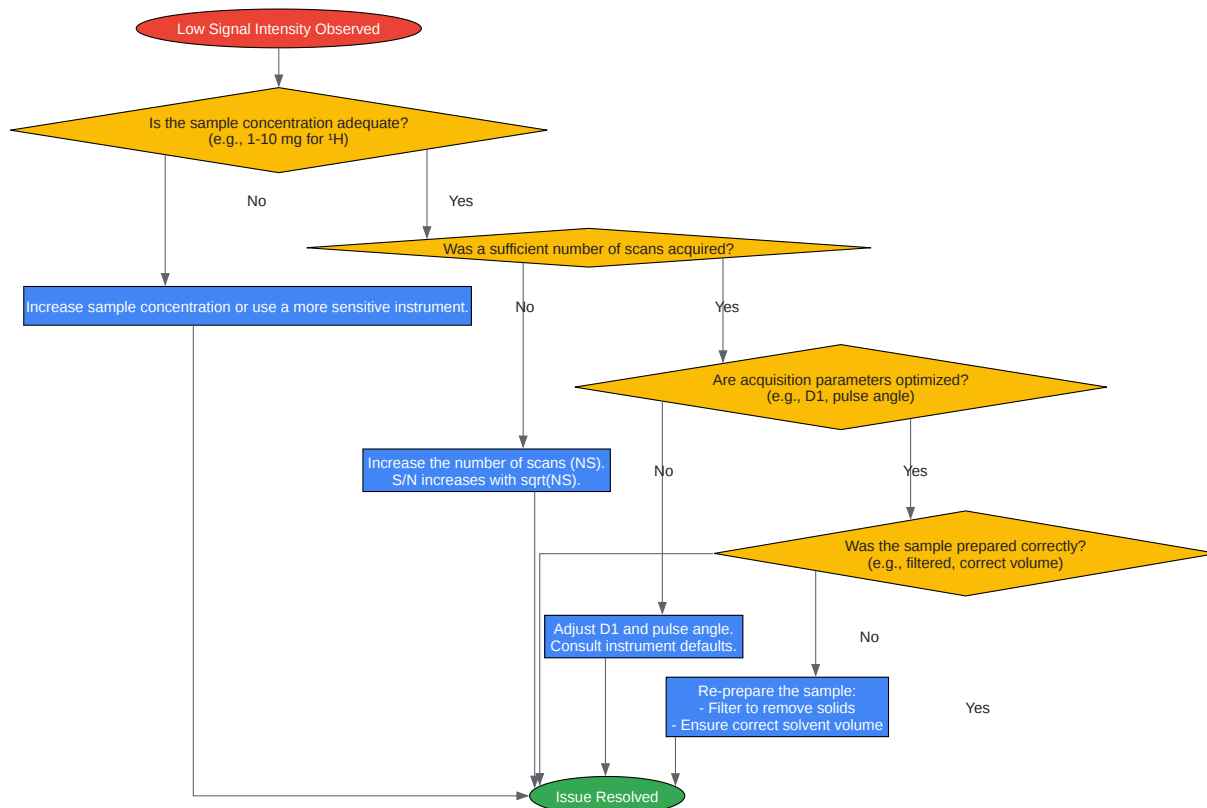 Low Signal Intensity Observed
Is the sample concentration adequate?
(e.g., 1-10 mg for ¹H)
No
Yes
Was a sufficient number of scans acquired?
Increase sample concentration or use a more sensitive instrument.
No
Yes
Are acquisition parameters optimized?
(e.g., D1, pulse angle)
Increase the number of scans (NS).
S/N increases with sqrt(NS).
No
Yes
Was the sample prepared correctly?
(e.g., filtered, correct volume)
Adjust D1 and pulse angle.
Consult instrument defaults.
No
Re-prepare the sample:
- Filter to remove solids
- Ensure correct solvent volume
Yes
Issue Resolved